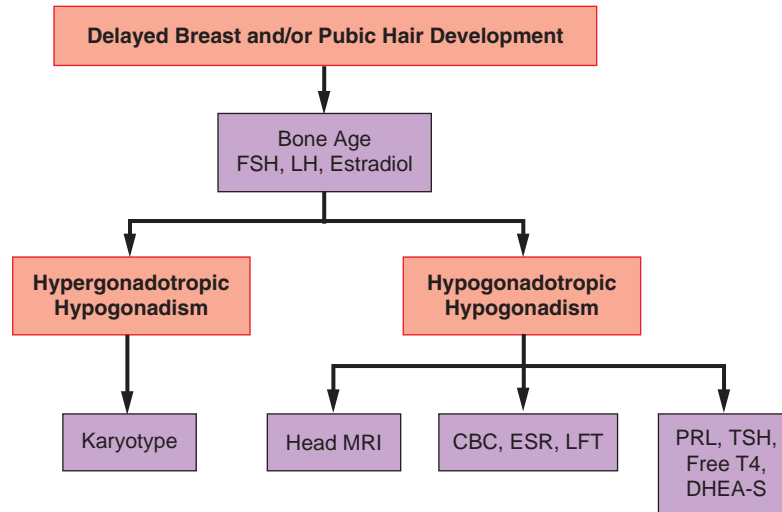 Delayed Breast and/or Pubic Hair Development
Bone Age
FSH, LH, Estradiol
Hypergonadotropic
Hypogonadism
Hypogonadotropic
Hypogonadism
Karyotype
Head MRI
CBC, ESR, LFT
PRL, TSH,
Free T4,
DHEA-S